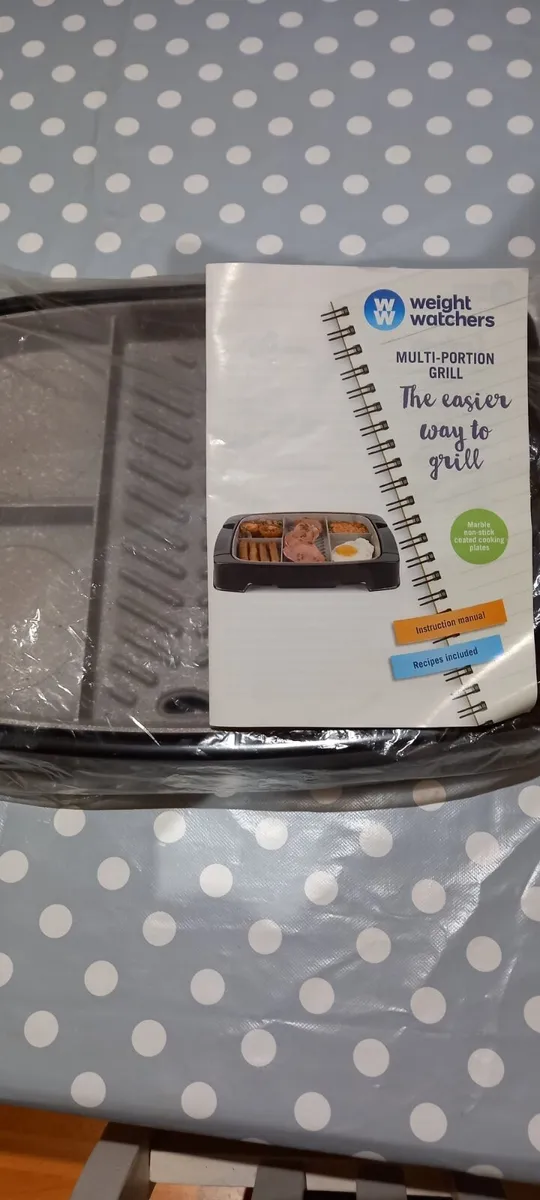 WW
weight
watchers
MULTI-PORTION
GRILL
The easier
way to
grill
Marble
non-stick
coated cooking
plates
Instruction manual
Recipes included